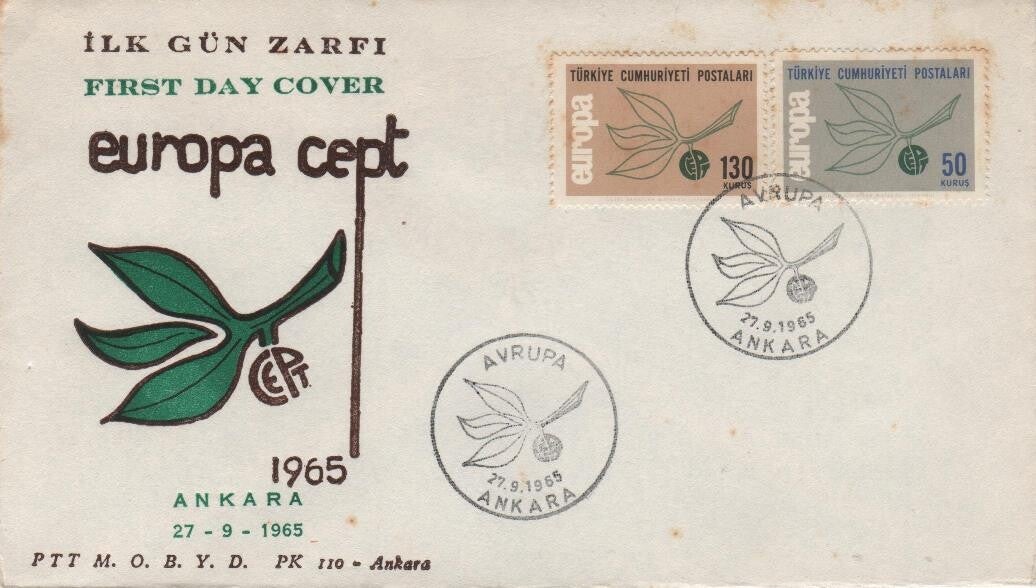 İLK GÜN ZARFI
FIRST DAY COVER
europa cept
CEPT
1965
ANKARA
27 - 9 - 1965
PTT M. O. B. Y. D. PK 110 - Ankara
TÜRKİYE CUMHURİYETİ POSTALARI
europa
CEPT
130
KURUŞ
TÜRKİYE CUMHURİYETİ POSTALARI
europa
CEPT
50
KURUŞ
AVRUPA
27.9.1965
ANKARA
AVRUPA
27.9.1965
ANKARA